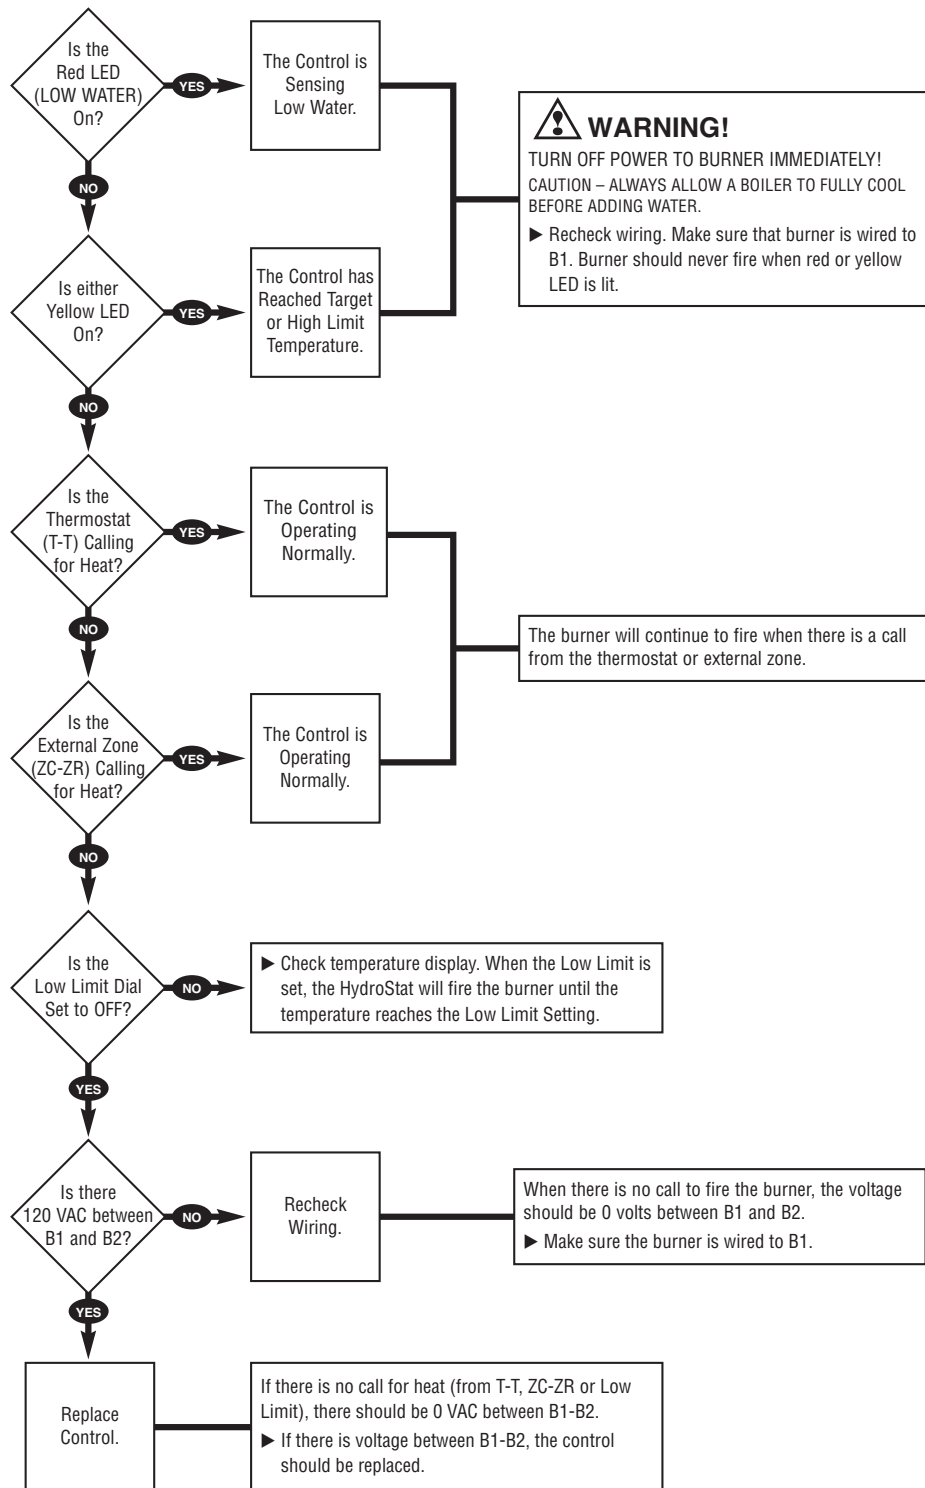 Is the
Red LED
(LOW WATER)
On?
YES
The Control is
Sensing
Low Water.
WARNING!
TURN OFF POWER TO BURNER IMMEDIATELY!
CAUTION – ALWAYS ALLOW A BOILER TO FULLY COOL
BEFORE ADDING WATER.
▶ Recheck wiring. Make sure that burner is wired to
B1. Burner should never fire when red or yellow
LED is lit.
NO
Is either
Yellow LED
On?
YES
The Control has
Reached Target
or High Limit
Temperature.
NO
Is the
Thermostat
(T-T) Calling
for Heat?
YES
The Control is
Operating
Normally.
NO
The burner will continue to fire when there is a call
from the thermostat or external zone.
Is the
External Zone
(ZC-ZR) Calling
for Heat?
YES
The Control is
Operating
Normally.
NO
Is the
Low Limit Dial
Set to OFF?
NO
▶ Check temperature display. When the Low Limit is
set, the HydroStat will fire the burner until the
temperature reaches the Low Limit Setting.
YES
Is there
120 VAC between
B1 and B2?
NO
Recheck
Wiring.
When there is no call to fire the burner, the voltage
should be 0 volts between B1 and B2.
▶ Make sure the burner is wired to B1.
YES
Replace
Control.
If there is no call for heat (from T-T, ZC-ZR or Low
Limit), there should be 0 VAC between B1-B2.
▶ If there is voltage between B1-B2, the control
should be replaced.